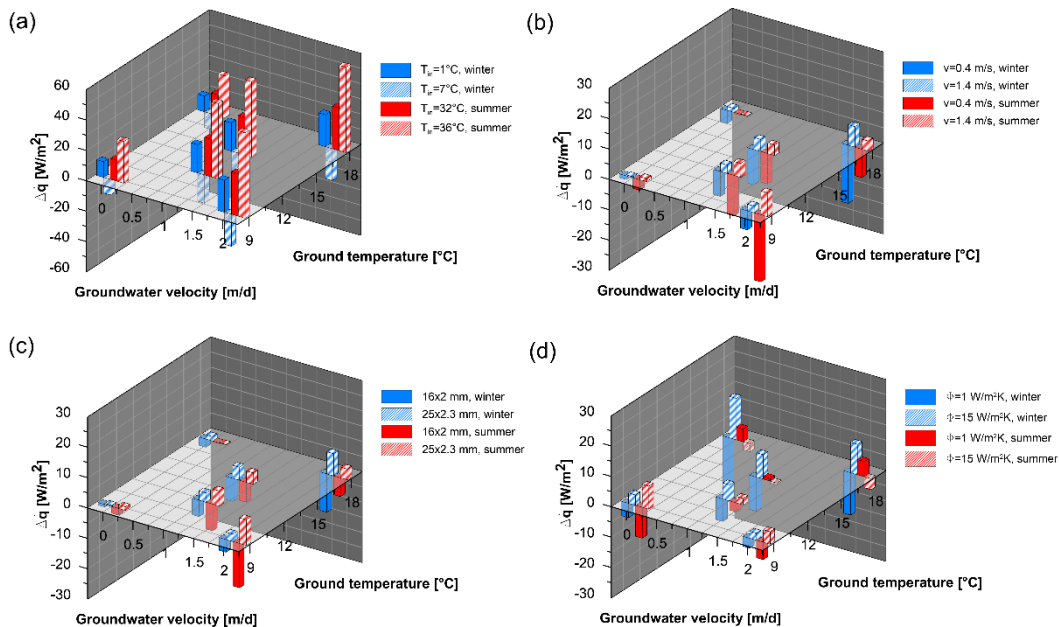 (a)
T_ir=1°C, winter
T_ir=7°C, winter
T_ir=32°C, summer
T_ir=36°C, summer
60
40
20
0
-20
-40
-60
Δq̇ [W/m²]
0
0.5
1
1.5
2
9
12
15
18
Groundwater velocity [m/d]
Ground temperature [°C]
(b)
v=0.4 m/s, winter
v=1.4 m/s, winter
v=0.4 m/s, summer
v=1.4 m/s, summer
30
20
10
0
-10
-20
-30
Δq̇ [W/m²]
0
0.5
1
1.5
2
9
12
15
18
Groundwater velocity [m/d]
Ground temperature [°C]
(c)
16x2 mm, winter
25x2.3 mm, winter
16x2 mm, summer
25x2.3 mm, summer
30
20
10
0
-10
-20
-30
Δq̇ [W/m²]
0
0.5
1
1.5
2
9
12
15
18
Groundwater velocity [m/d]
Ground temperature [°C]
(d)
Φ=1 W/m²K, winter
Φ=15 W/m²K, winter
Φ=1 W/m²K, summer
Φ=15 W/m²K, summer
30
20
10
0
-10
-20
-30
Δq̇ [W/m²]
0
0.5
1
1.5
2
9
12
15
18
Groundwater velocity [m/d]
Ground temperature [°C]